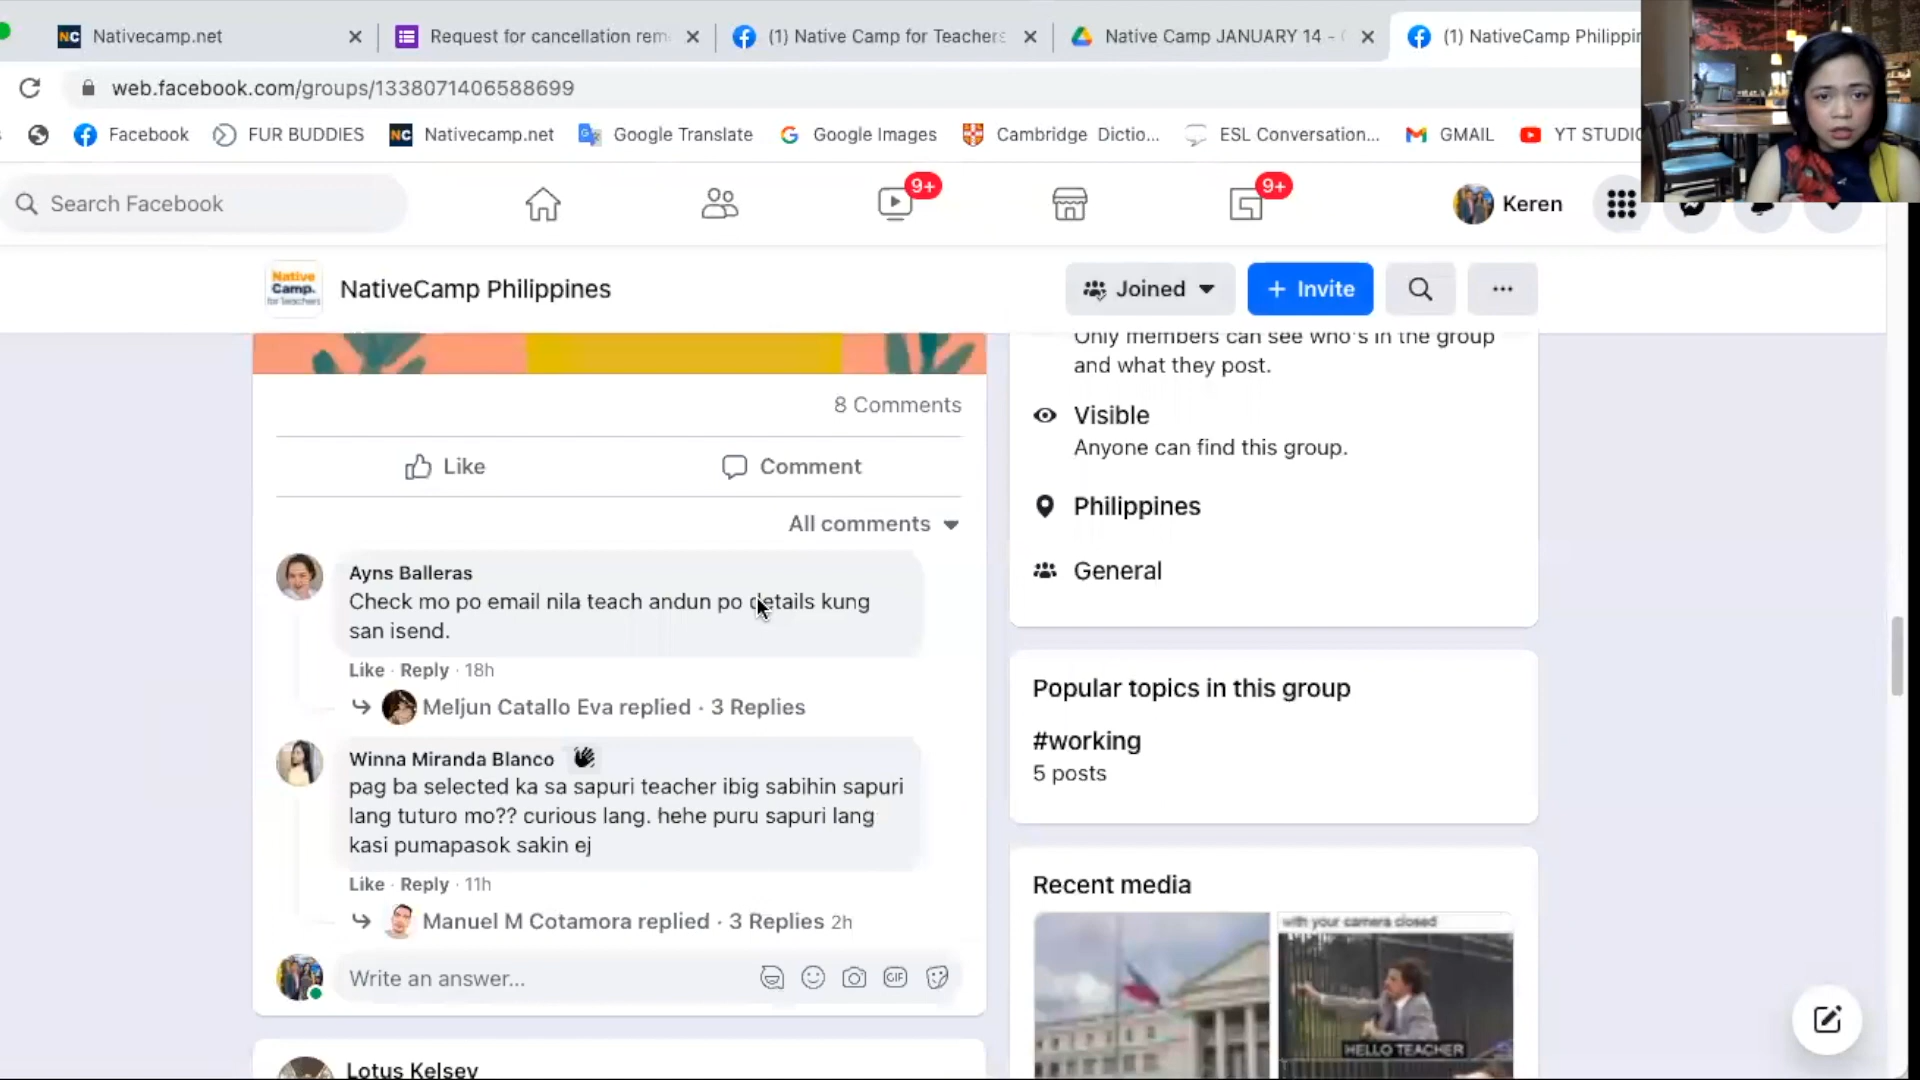 Nativecamp.net
Request for cancellation rem
(1) Native Camp for Teachers
Native Camp JANUARY 14 -
(1) NativeCamp Philippin
web.facebook.com/groups/1338071406588699
Facebook
FUR BUDDIES
NC
Nativecamp.net
Google Translate
Google Images
Cambridge Dictio...
ESL Conversation...
GMAIL
YT STUDIO
Search Facebook
9+
9+
Keren
Native
Camp.
for Teachers
NativeCamp Philippines
Joined
+ Invite
Only members can see who's in the group
and what they post.
Visible
Anyone can find this group.
Philippines
General
8 Comments
Like
Comment
All comments
Ayns Balleras
Check mo po email nila teach andun po details kung
san isend.
Like · Reply · 18h
Meljun Catallo Eva replied · 3 Replies
Winna Miranda Blanco
pag ba selected ka sa sapuri teacher ibig sabihin sapuri
lang tuturo mo?? curious lang. hehe puru sapuri lang
kasi pumapasok sakin ej
Like · Reply · 11h
Manuel M Cotamora replied · 3 Replies 2h
Write an answer...
GIF
Lotus Kelsey
Popular topics in this group
#working
5 posts
Recent media
with your camera closed
HELLO TEACHER